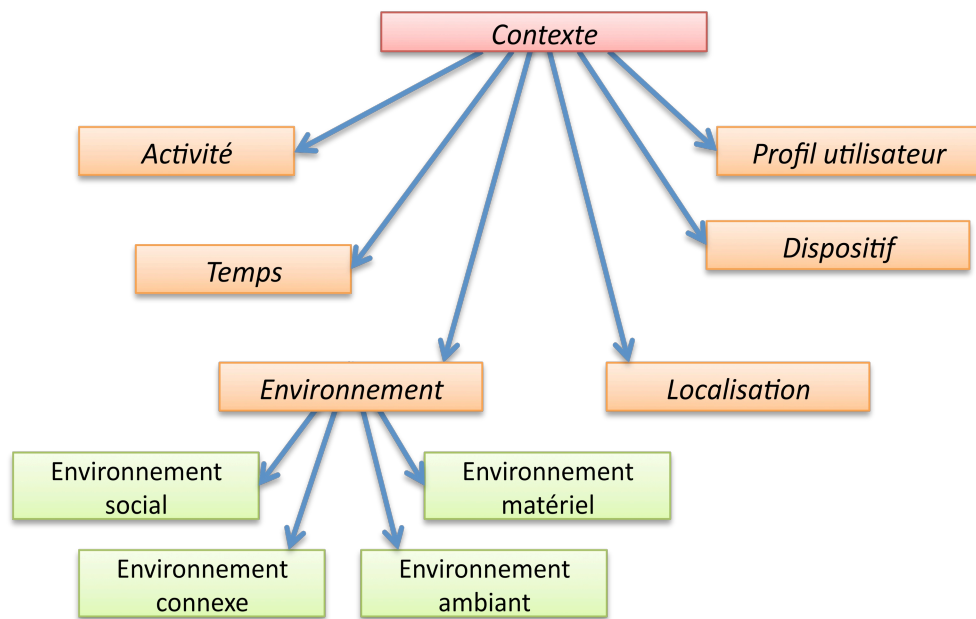 Contexte
Activité
Profil utilisateur
Temps
Dispositif
Environnement
Localisation
Environnement
social
Environnement
matériel
Environnement
connexe
Environnement
ambiant